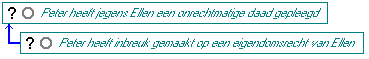 ? Peter heeft jegens Ellen een onrechtmatige daad gepleegd
? Peter heeft inbreuk gemaakt op een eigendomsrecht van Ellen